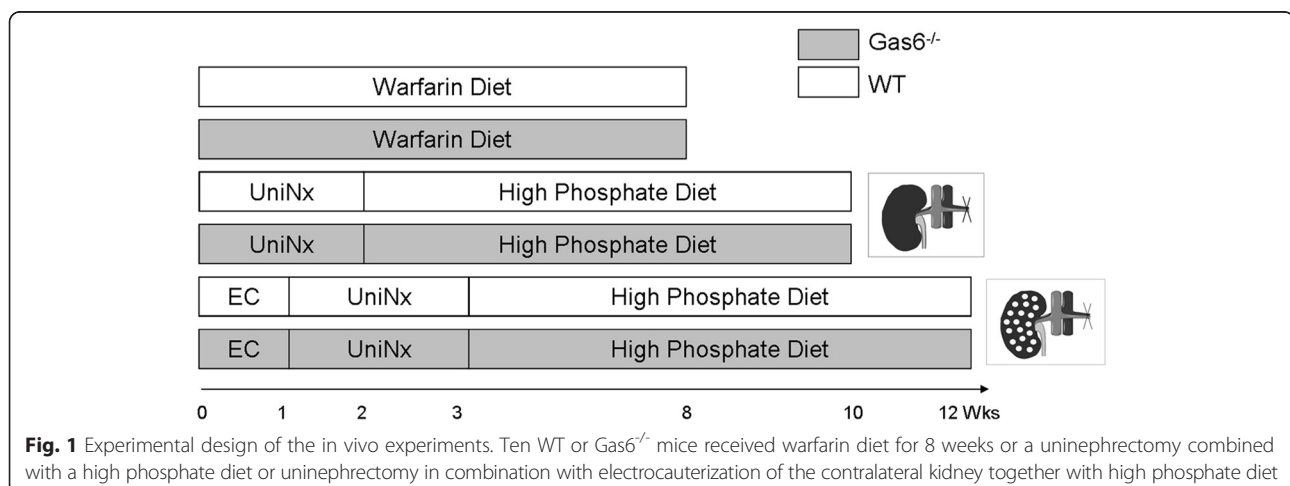 Gas6-/-
WT
Warfarin Diet
Warfarin Diet
UniNx High Phosphate Diet
UniNx High Phosphate Diet
EC UniNx High Phosphate Diet
EC UniNx High Phosphate Diet
0 1 2 3 8 10 12 Wks
Fig. 1 Experimental design of the in vivo experiments. Ten WT or Gas6-/- mice received warfarin diet for 8 weeks or a uninephrectomy combined
with a high phosphate diet or uninephrectomy in combination with electrocauterization of the contralateral kidney together with high phosphate diet